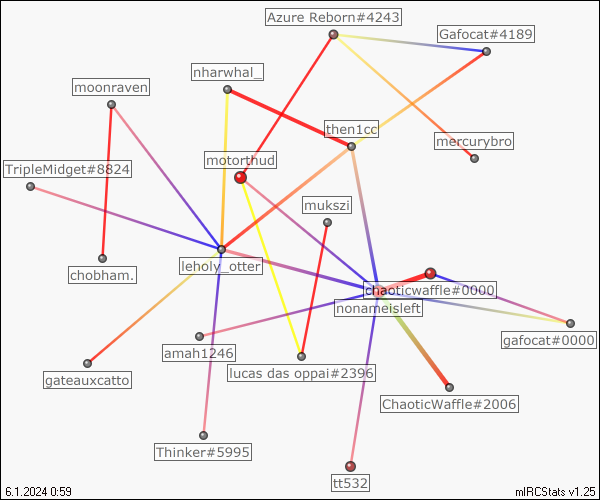 Azure Reborn#4243
Gafocat#4189
nharwhal_
moonraven
then1cc
mercurybro
motorthud
TripleMidget#8824
mukszi
leholy_otter
chobham.
chaoticwaffle#0000
nonameisleft
gafocat#0000
amah1246
lucas das oppai#2396
gateauxcatto
ChaoticWaffle#2006
Thinker#5995
tt532
6.1.2024 0:59
mIRCStats v1.25